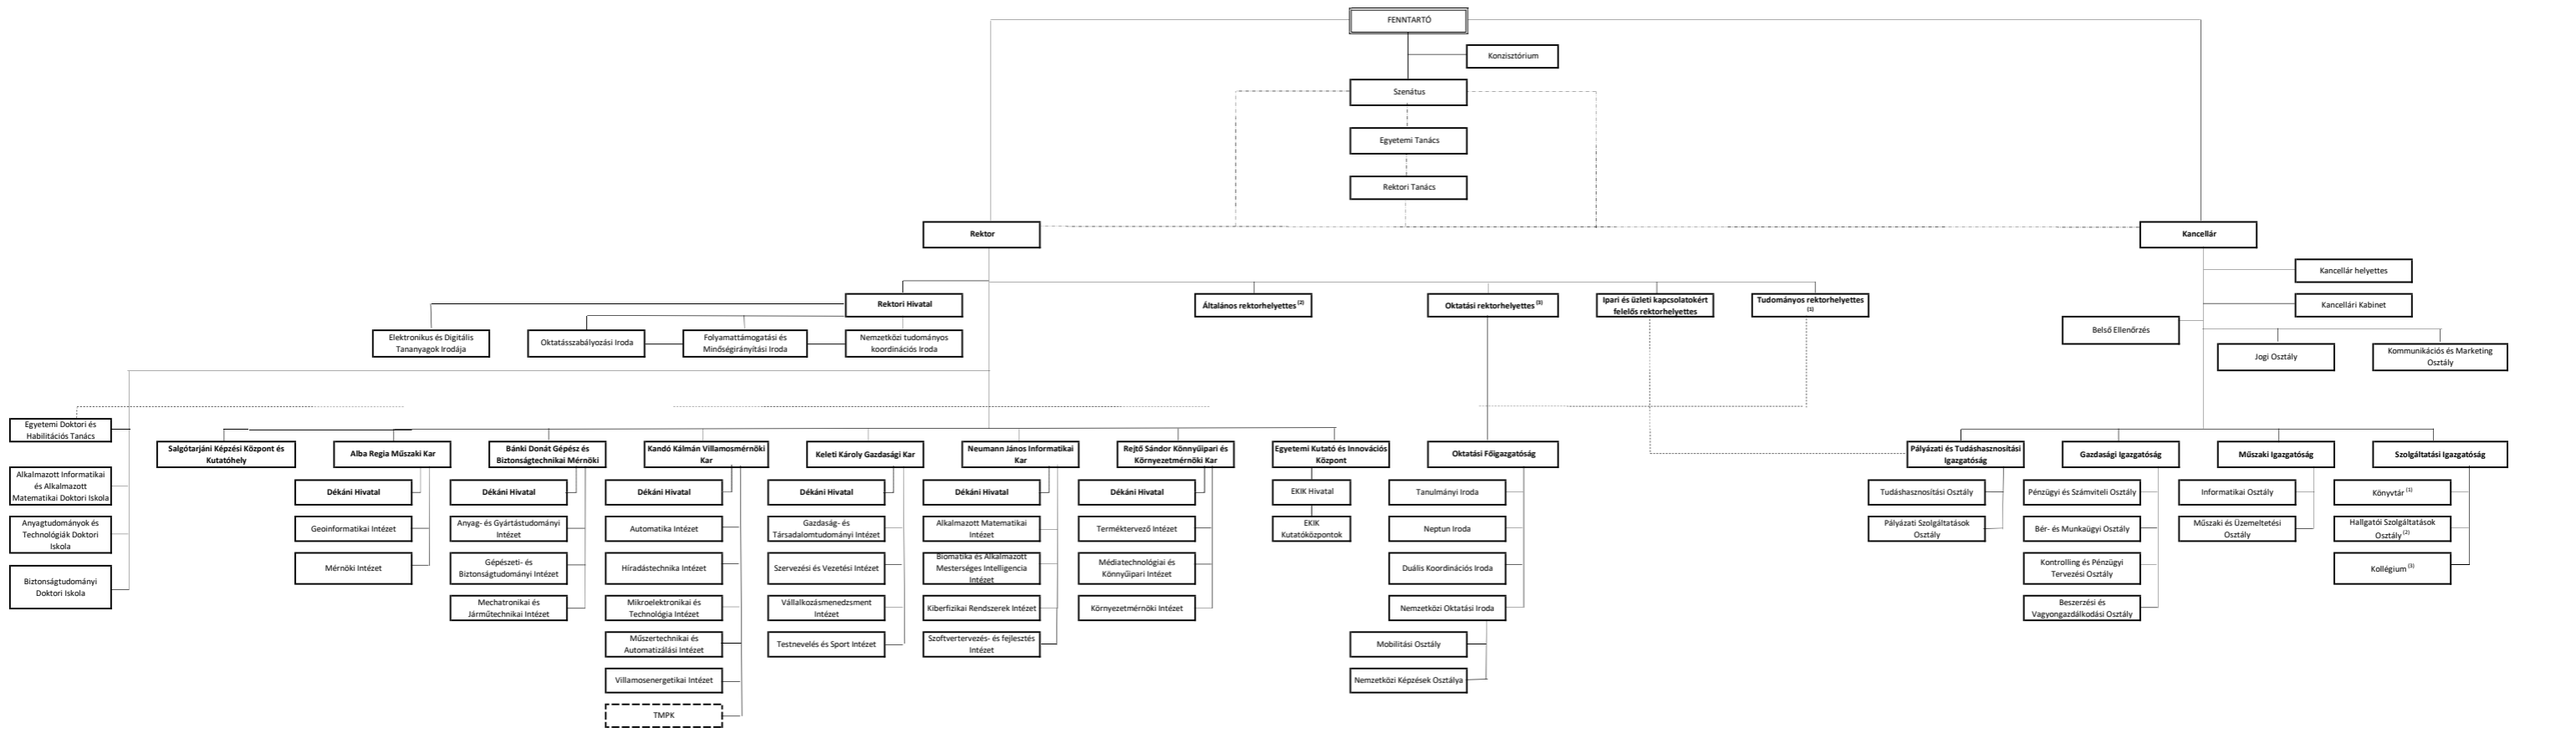 FENNTARTÓ
Konzisztórium
Szenátus
Egyetemi Tanács
Rektori Tanács
Rektor
Kancellár
Kancellár helyettes
Rektori Hivatal
Általános rektorhelyettes (2)
Oktatási rektorhelyettes (3)
Ipari és üzleti kapcsolatokért
felelős rektorhelyettes
Tudományos rektorhelyettes
(1)
Kancellári Kabinet
Belső Ellenőrzés
Elektronikus és Digitális
Tananyagok Irodája
Oktatásszabályozási Iroda
Folyamattámogatási és
Minőségirányítási Iroda
Nemzetközi tudományos
koordinációs Iroda
Jogi Osztály
Kommunikációs és Marketing
Osztály
Egyetemi Doktori és
Habilitációs Tanács
Alkalmazott Informatikai
és Alkalmazott
Matematikai Doktori Iskola
Anyagtudományok és
Technológiák Doktori
Iskola
Biztonságtudományi
Doktori Iskola
Salgótarjáni Képzési Központ és
Kutatóhely
Alba Regia Műszaki Kar
Dékáni Hivatal
Geoinformatikai Intézet
Mérnöki Intézet
Bánki Donát Gépész és
Biztonságtechnikai Mérnöki
Dékáni Hivatal
Anyag- és Gyártástudományi
Intézet
Gépészeti- és
Biztonságtudományi Intézet
Mechatronikai és
Járműtechnikai Intézet
Kandó Kálmán Villamosmérnöki
Kar
Dékáni Hivatal
Automatika Intézet
Híradástechnika Intézet
Mikroelektronikai és
Technológia Intézet
Műszertechnikai és
Automatizálási Intézet
Villamosenergetikai Intézet
TMPK
Keleti Károly Gazdasági Kar
Dékáni Hivatal
Gazdaság- és
Társadalomtudományi Intézet
Szervezési és Vezetési Intézet
Vállalkozásmenedzsment
Intézet
Testnevelés és Sport Intézet
Neumann János Informatikai
Kar
Dékáni Hivatal
Alkalmazott Matematikai
Intézet
Biomatika és Alkalmazott
Mesterséges Intelligencia
Intézet
Kiberfizikai Rendszerek Intézet
Szoftvertervezés- és fejlesztés
Intézet
Rejtő Sándor Könnyűipari és
Környezetmérnöki Kar
Dékáni Hivatal
Terméktervező Intézet
Médiatechnológiai és
Könnyűipari Intézet
Környezetmérnöki Intézet
Egyetemi Kutató és Innovációs
Központ
EKIK Hivatal
EKIK
Kutatóközpontok
Oktatási Főigazgatóság
Tanulmányi Iroda
Neptun Iroda
Duális Koordinációs Iroda
Nemzetközi Oktatási Iroda
Mobilitási Osztály
Nemzetközi Képzések Osztálya
Pályázati és Tudáshasznosítási
Igazgatóság
Tudáshasznosítási Osztály
Pályázati Szolgáltatások
Osztály
Gazdasági Igazgatóság
Pénzügyi és Számviteli Osztály
Bér- és Munkaügyi Osztály
Kontrolling és Pénzügyi
Tervezési Osztály
Beszerzési és
Vagyongazdálkodási Osztály
Műszaki Igazgatóság
Informatikai Osztály
Műszaki és Üzemeltetési
Osztály
Szolgáltatási Igazgatóság
Könyvtár (1)
Hallgatói Szolgáltatások
Osztály (2)
Kollégium (3)